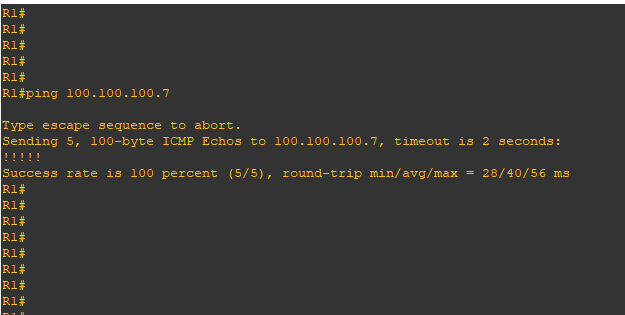 R1#
R1#
R1#
R1#
R1#
R1#ping 100.100.100.7
Type escape sequence to abort.
Sending 5, 100-byte ICMP Echos to 100.100.100.7, timeout is 2 seconds:
!!!!!
Success rate is 100 percent (5/5), round-trip min/avg/max = 28/40/56 ms
R1#
R1#
R1#
R1#
R1#
R1#
R1#
R1#